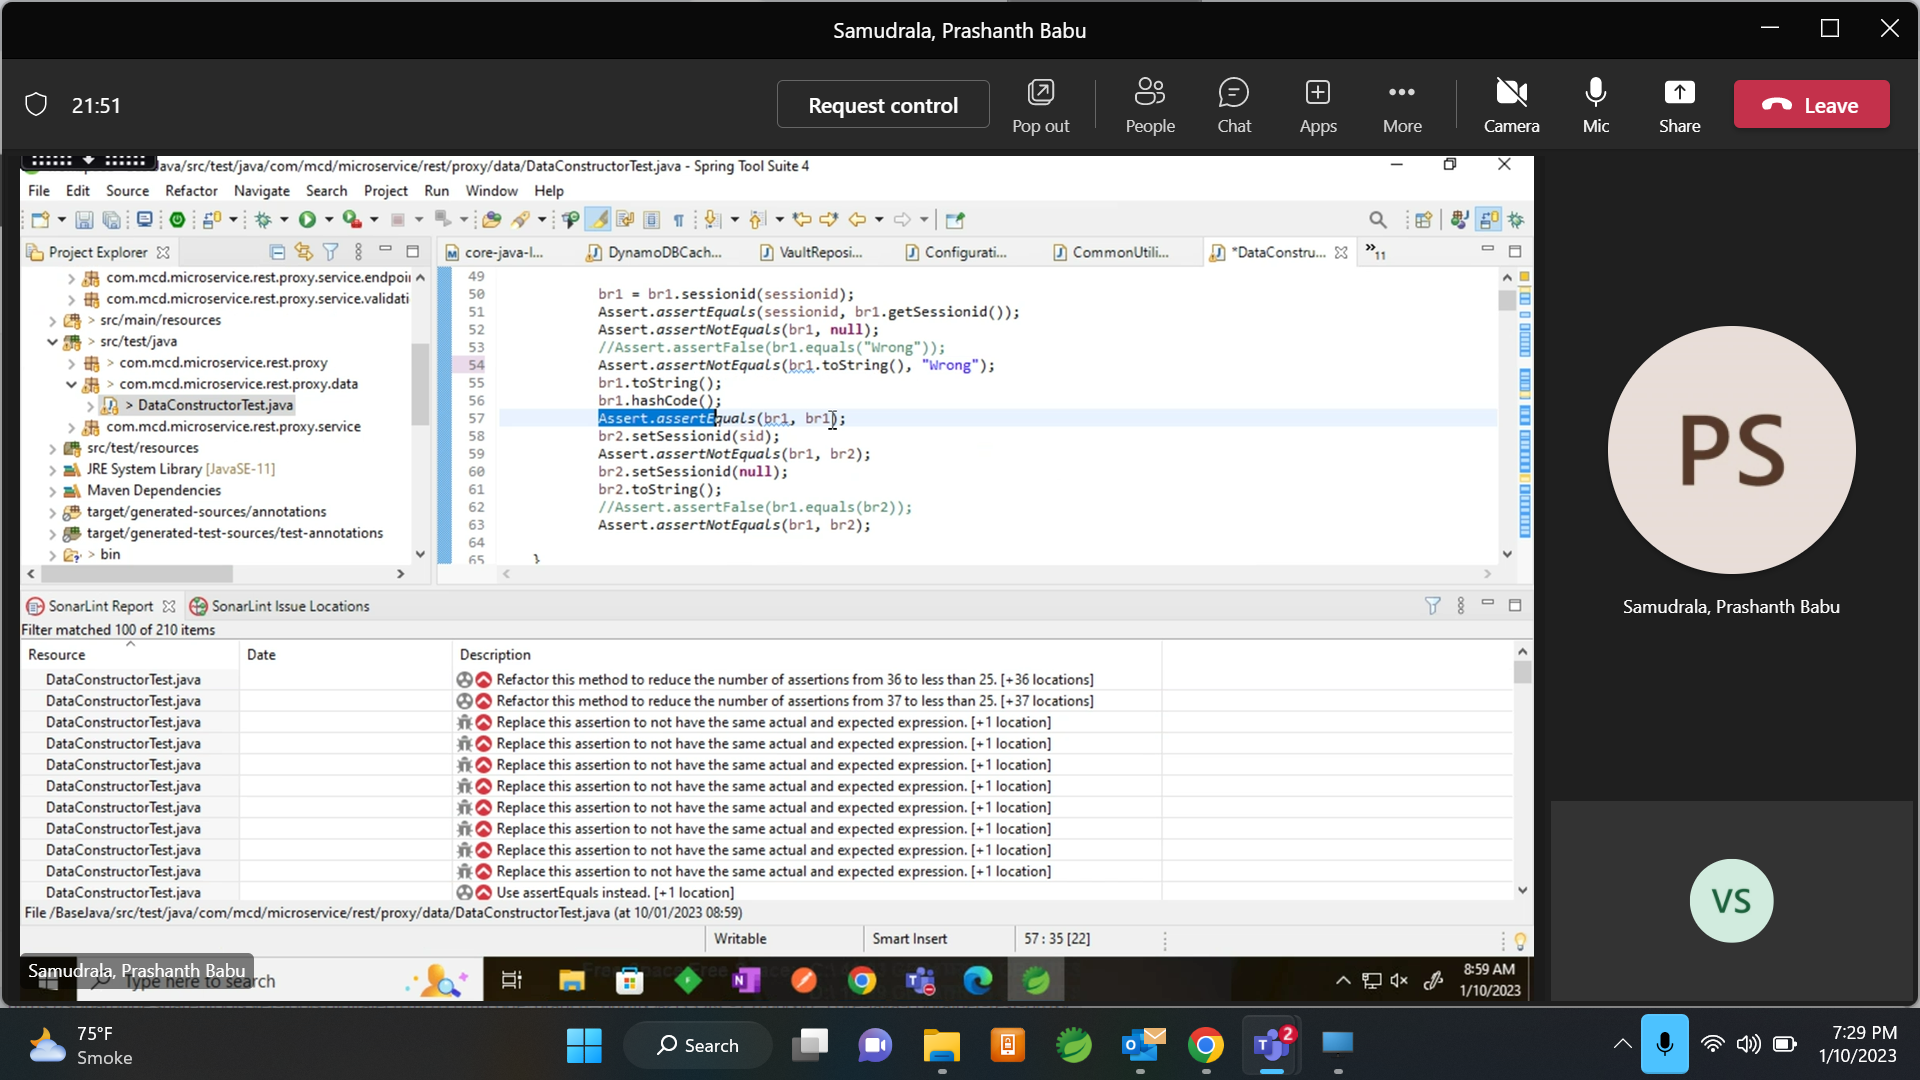 Samudrala, Prashanth Babu
21:51
Request control
Pop out
People
Chat
Apps
More
Camera
Mic
Share
Leave
ava/src/test/java/com/mcd/microservice/rest/proxy/data/DataConstructorTest.java - Spring Tool Suite 4
File Edit Source Refactor Navigate Search Project Run Window Help
Project Explorer
core-java-l...
DynamoDBCach...
VaultReposi...
Configurati...
CommonUtili...
*DataConstru...
»11
> com.mcd.microservice.rest.proxy.service.endpoi
com.mcd.microservice.rest.proxy.service.validati
> src/main/resources
> src/test/java
> com.mcd.microservice.rest.proxy
> com.mcd.microservice.rest.proxy.data
> DataConstructorTest.java
> com.mcd.microservice.rest.proxy.service
src/test/resources
JRE System Library [JavaSE-11]
Maven Dependencies
target/generated-sources/annotations
target/generated-test-sources/test-annotations
> bin
49
50 br1 = br1.sessionid(sessionid);
51 Assert.assertEquals(sessionid, br1.getSessionid());
52 Assert.assertNotEquals(br1, null);
53 //Assert.assertFalse(br1.equals("Wrong"));
54 Assert.assertNotEquals(br1.toString(), "Wrong");
55 br1.toString();
56 br1.hashCode();
57 Assert.assertEquals(br1, br1);
58 br2.setSessionid(sid);
59 Assert.assertNotEquals(br1, br2);
60 br2.setSessionid(null);
61 br2.toString();
62 //Assert.assertFalse(br1.equals(br2));
63 Assert.assertNotEquals(br1, br2);
64
65 }
SonarLint Report
SonarLint Issue Locations
Filter matched 100 of 210 items
Resource Date Description
DataConstructorTest.java Refactor this method to reduce the number of assertions from 36 to less than 25. [+36 locations]
DataConstructorTest.java Refactor this method to reduce the number of assertions from 37 to less than 25. [+37 locations]
DataConstructorTest.java Replace this assertion to not have the same actual and expected expression. [+1 location]
DataConstructorTest.java Replace this assertion to not have the same actual and expected expression. [+1 location]
DataConstructorTest.java Replace this assertion to not have the same actual and expected expression. [+1 location]
DataConstructorTest.java Replace this assertion to not have the same actual and expected expression. [+1 location]
DataConstructorTest.java Replace this assertion to not have the same actual and expected expression. [+1 location]
DataConstructorTest.java Replace this assertion to not have the same actual and expected expression. [+1 location]
DataConstructorTest.java Replace this assertion to not have the same actual and expected expression. [+1 location]
DataConstructorTest.java Replace this assertion to not have the same actual and expected expression. [+1 location]
DataConstructorTest.java Use assertEquals instead. [+1 location]
File /BaseJava/src/test/java/com/mcd/microservice/rest/proxy/data/DataConstructorTest.java (at 10/01/2023 08:59)
Writable Smart Insert 57 : 35 [22]
Samudrala, Prashanth Babu
Type here to search
8:59 AM
1/10/2023
PS
Samudrala, Prashanth Babu
VS
75°F
Smoke
Search
2
7:29 PM
1/10/2023